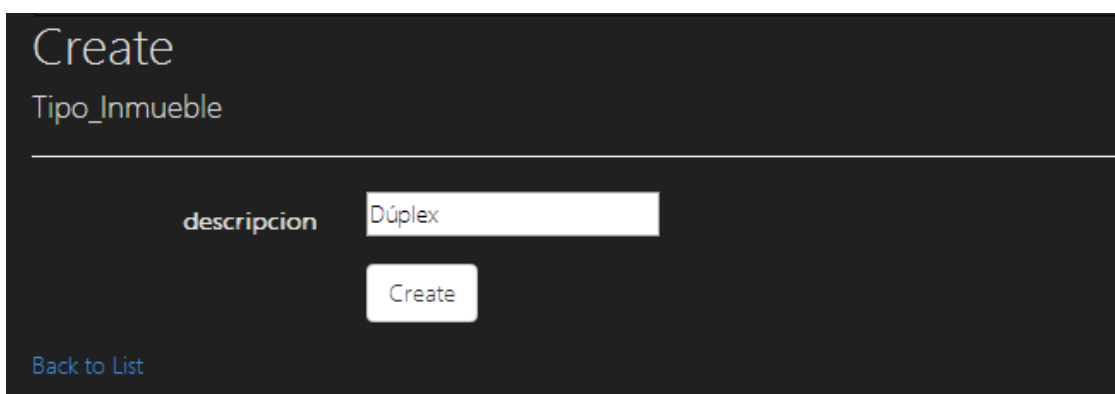 Create
Tipo_Inmueble
descripcion Dúplex
Create
Back to List